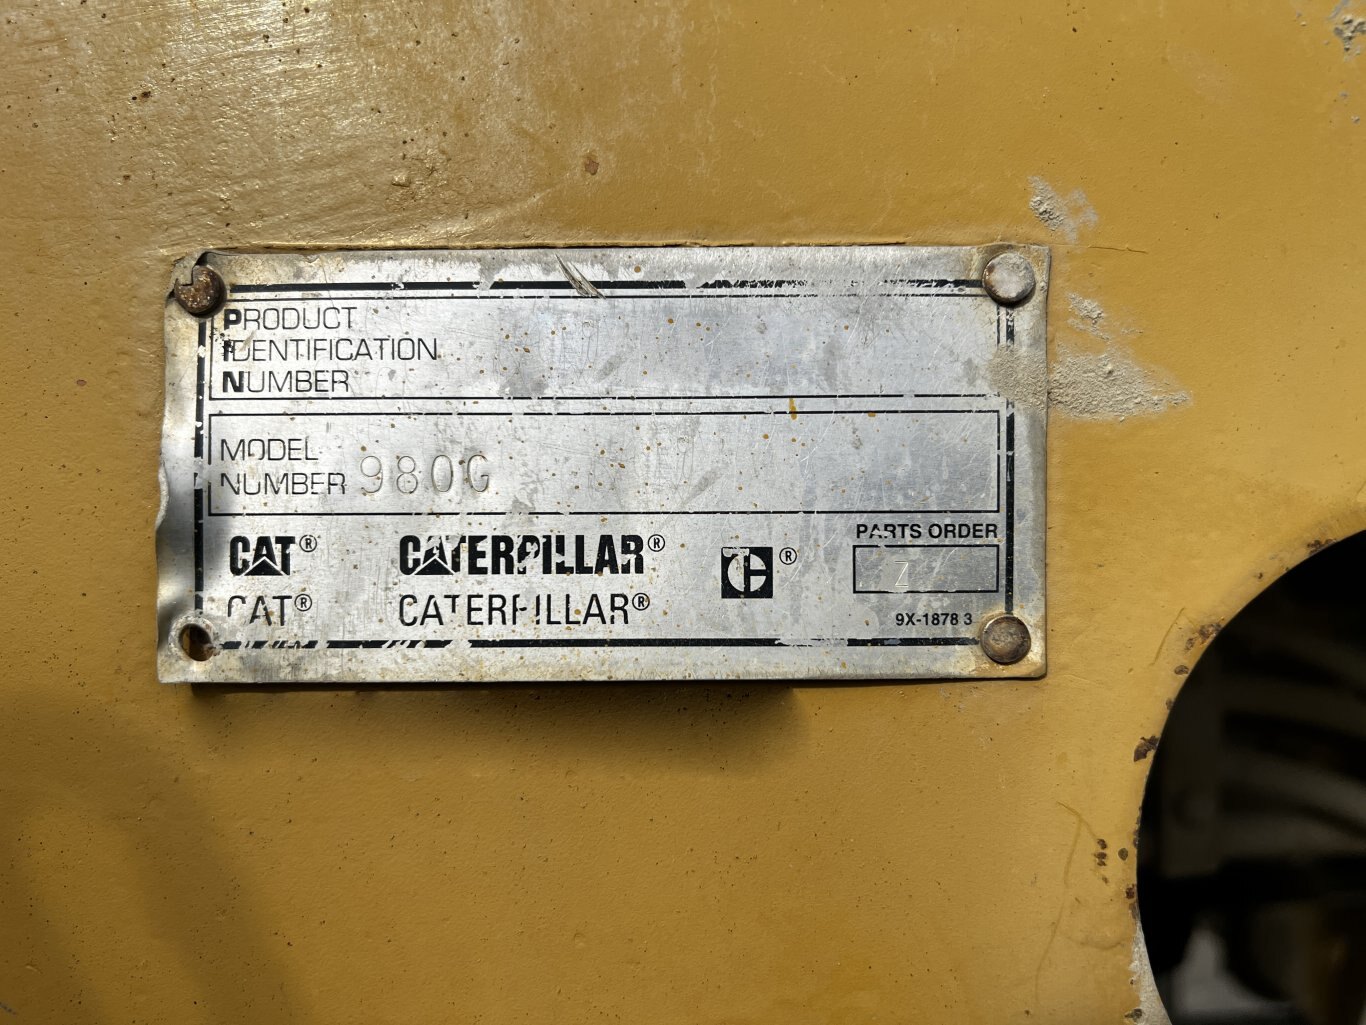 PRODUCT
IDENTIFICATION
NUMBER
MODEL
NUMBER 980G
PARTS ORDER
Z
CAT® CATERPILLAR® ®
CAT® CATERPILLAR®
9X-1878 3